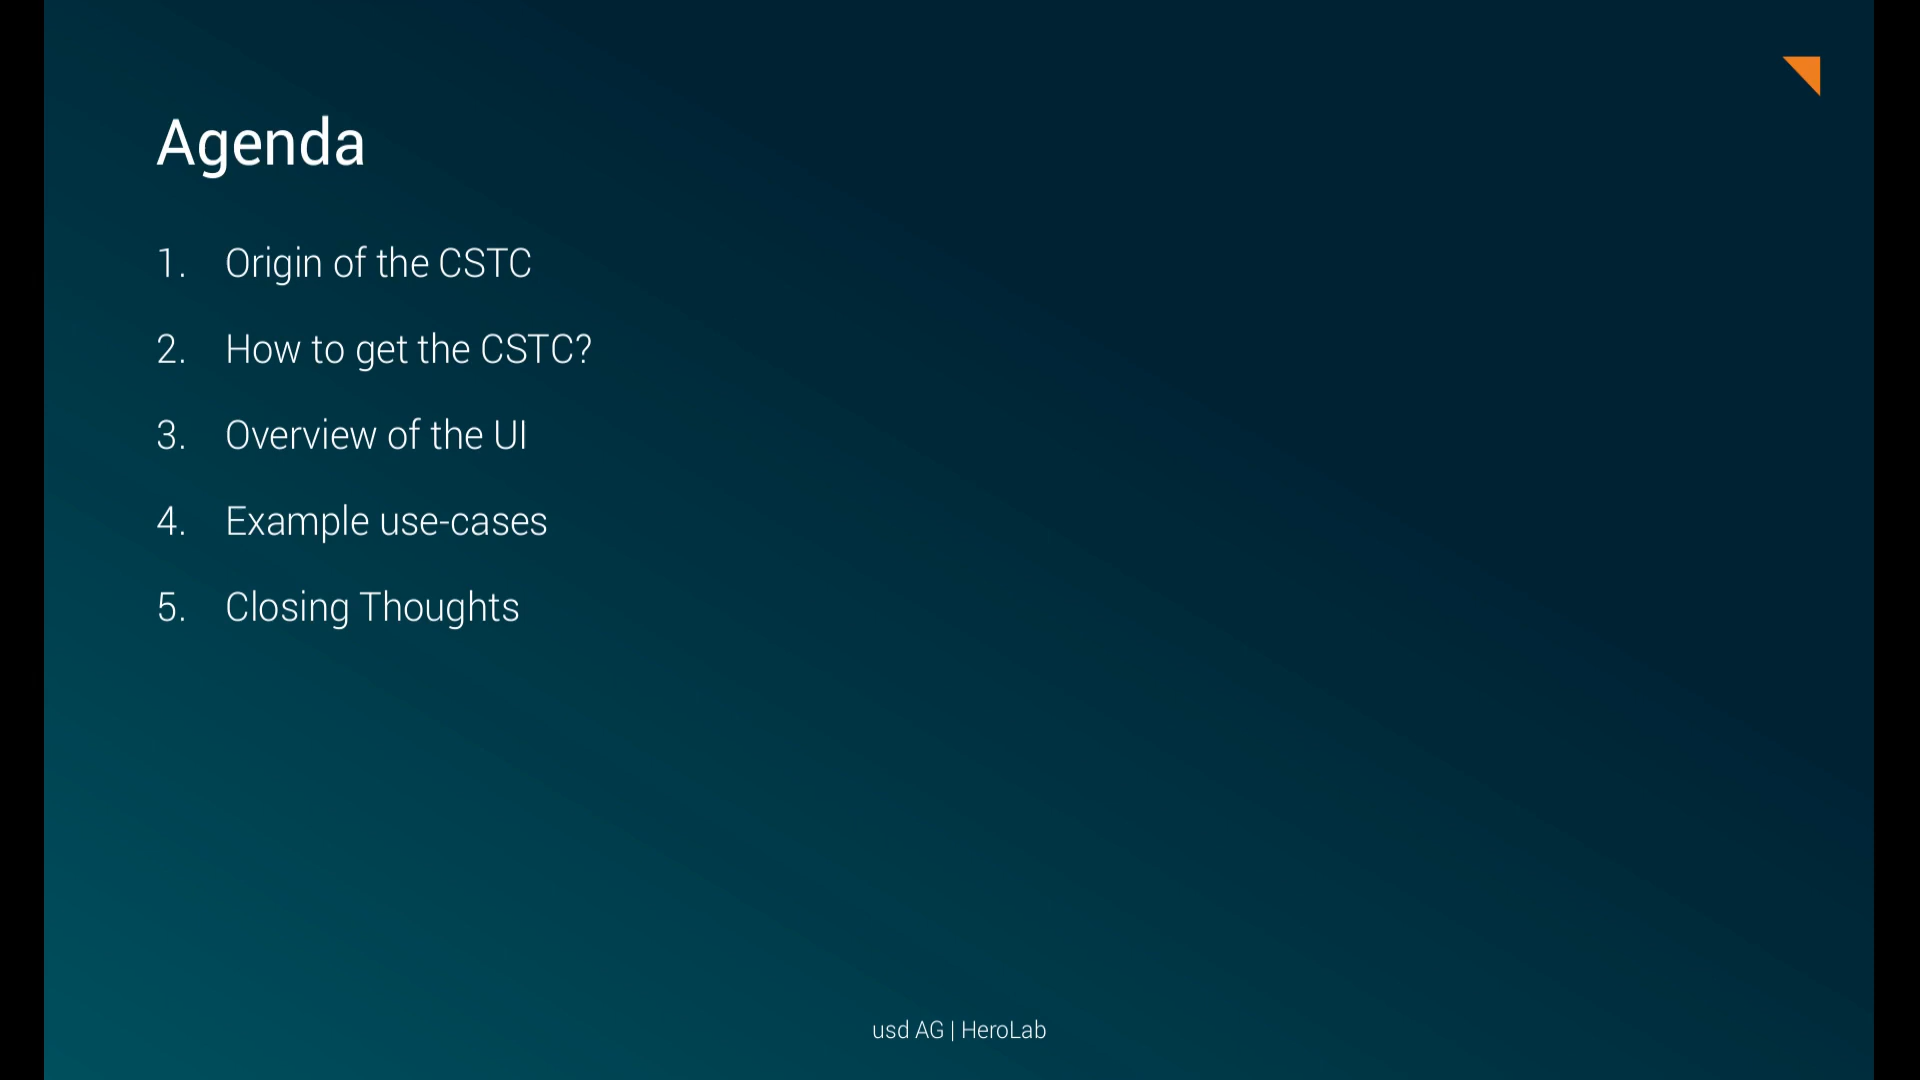 Agenda
1. Origin of the CSTC
2. How to get the CSTC?
3. Overview of the UI
4. Example use-cases
5. Closing Thoughts
usd AG | HeroLab